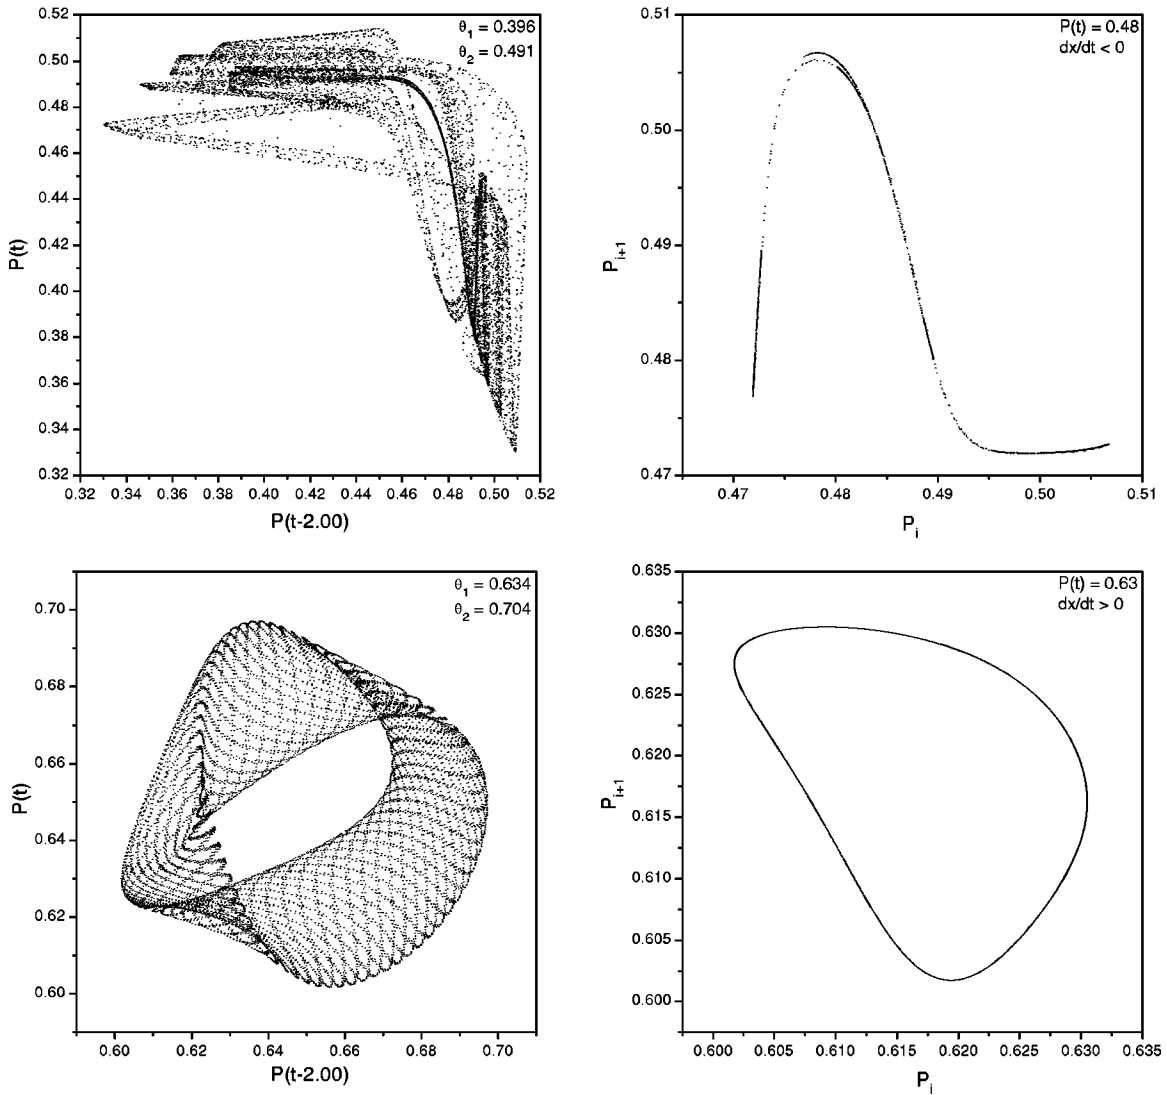 θ1 = 0.396
θ2 = 0.491
0.52
0.50
0.48
0.46
0.44
0.42
0.40
0.38
0.36
0.34
0.32
P(t)
0.32 0.34 0.36 0.38 0.40 0.42 0.44 0.46 0.48 0.50 0.52
P(t-2.00)
P(t) = 0.48
dx/dt < 0
0.51
0.50
0.49
0.48
0.47
Pi+1
0.47 0.48 0.49 0.50 0.51
Pi
θ1 = 0.634
θ2 = 0.704
0.70
0.68
0.66
0.64
0.62
0.60
P(t)
0.60 0.62 0.64 0.66 0.68 0.70
P(t-2.00)
P(t) = 0.63
dx/dt > 0
0.635
0.630
0.625
0.620
0.615
0.610
0.605
0.600
Pi+1
0.600 0.605 0.610 0.615 0.620 0.625 0.630 0.635
Pi